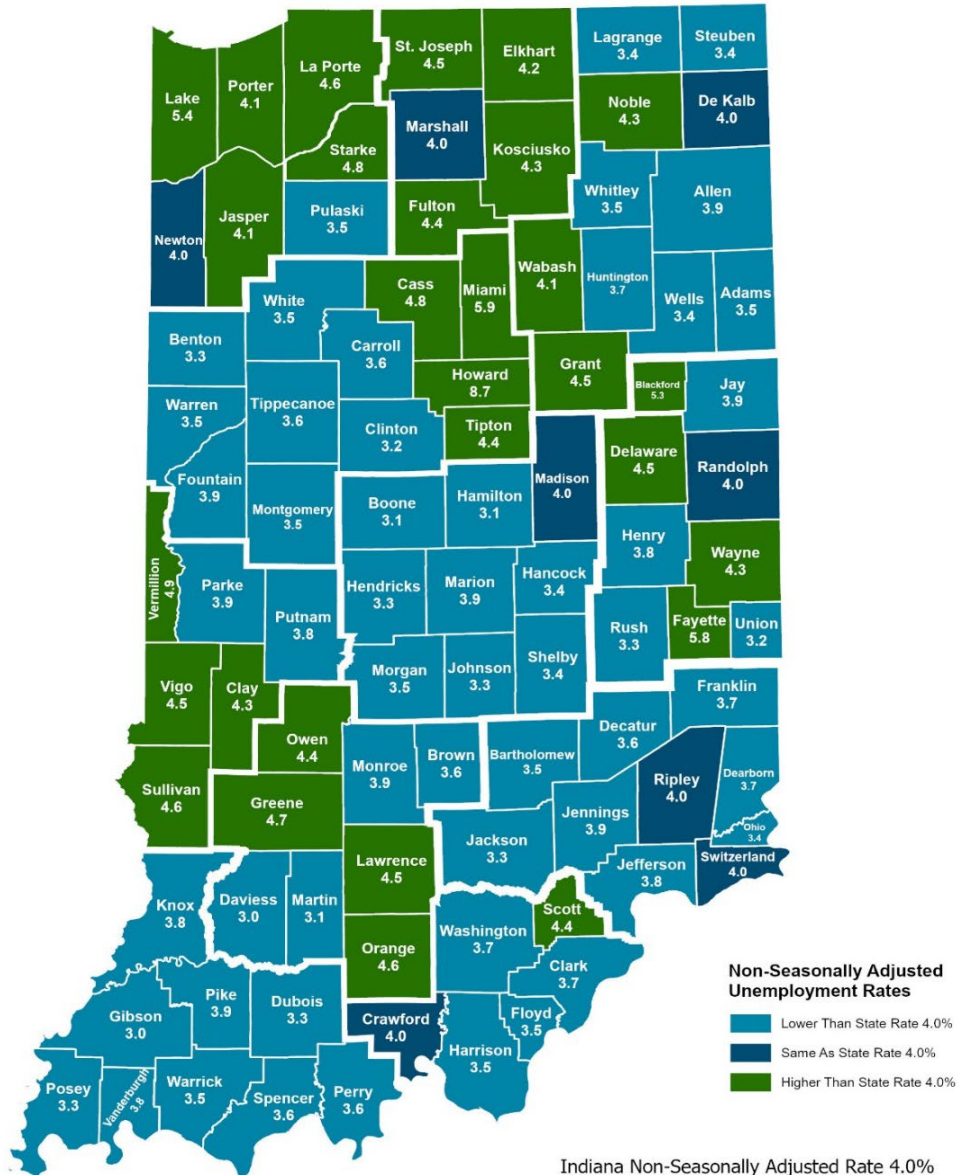 Lagrange
3.4
Steuben
3.4
St. Joseph
4.5
Elkhart
4.2
La Porte
4.6
Porter
4.1
Lake
5.4
Noble
4.3
De Kalb
4.0
Marshall
4.0
Starke
4.8
Kosciusko
4.3
Whitley
3.5
Allen
3.9
Newton
4.0
Jasper
4.1
Pulaski
3.5
Fulton
4.4
Wabash
4.1
Huntington
3.7
Wells
3.4
Adams
3.5
White
3.5
Cass
4.8
Miami
5.9
Benton
3.3
Carroll
3.6
Grant
4.5
Howard
8.7
Blackford
5.3
Jay
3.9
Warren
3.5
Tippecanoe
3.6
Clinton
3.2
Tipton
4.4
Delaware
4.5
Randolph
4.0
Madison
4.0
Fountain
3.9
Montgomery
3.5
Boone
3.1
Hamilton
3.1
Henry
3.8
Wayne
4.3
Vermillion
4.9
Parke
3.9
Putnam
3.8
Hendricks
3.3
Marion
3.9
Hancock
3.4
Rush
3.3
Fayette
5.8
Union
3.2
Vigo
4.5
Clay
4.3
Morgan
3.5
Johnson
3.3
Shelby
3.4
Franklin
3.7
Owen
4.4
Monroe
3.9
Brown
3.6
Bartholomew
3.5
Decatur
3.6
Sullivan
4.6
Greene
4.7
Ripley
4.0
Dearborn
3.7
Ohio
3.4
Jennings
3.9
Jackson
3.3
Lawrence
4.5
Jefferson
3.8
Switzerland
4.0
Knox
3.8
Daviess
3.0
Martin
3.1
Orange
4.6
Washington
3.7
Scott
4.4
Clark
3.7
Gibson
3.0
Pike
3.9
Dubois
3.3
Crawford
4.0
Floyd
3.5
Harrison
3.5
Posey
3.3
Vanderburgh
3.8
Warrick
3.5
Spencer
3.6
Perry
3.6
Non-Seasonally Adjusted
Unemployment Rates
Lower Than State Rate 4.0%
Same As State Rate 4.0%
Higher Than State Rate 4.0%
Indiana Non-Seasonally Adjusted Rate 4.0%